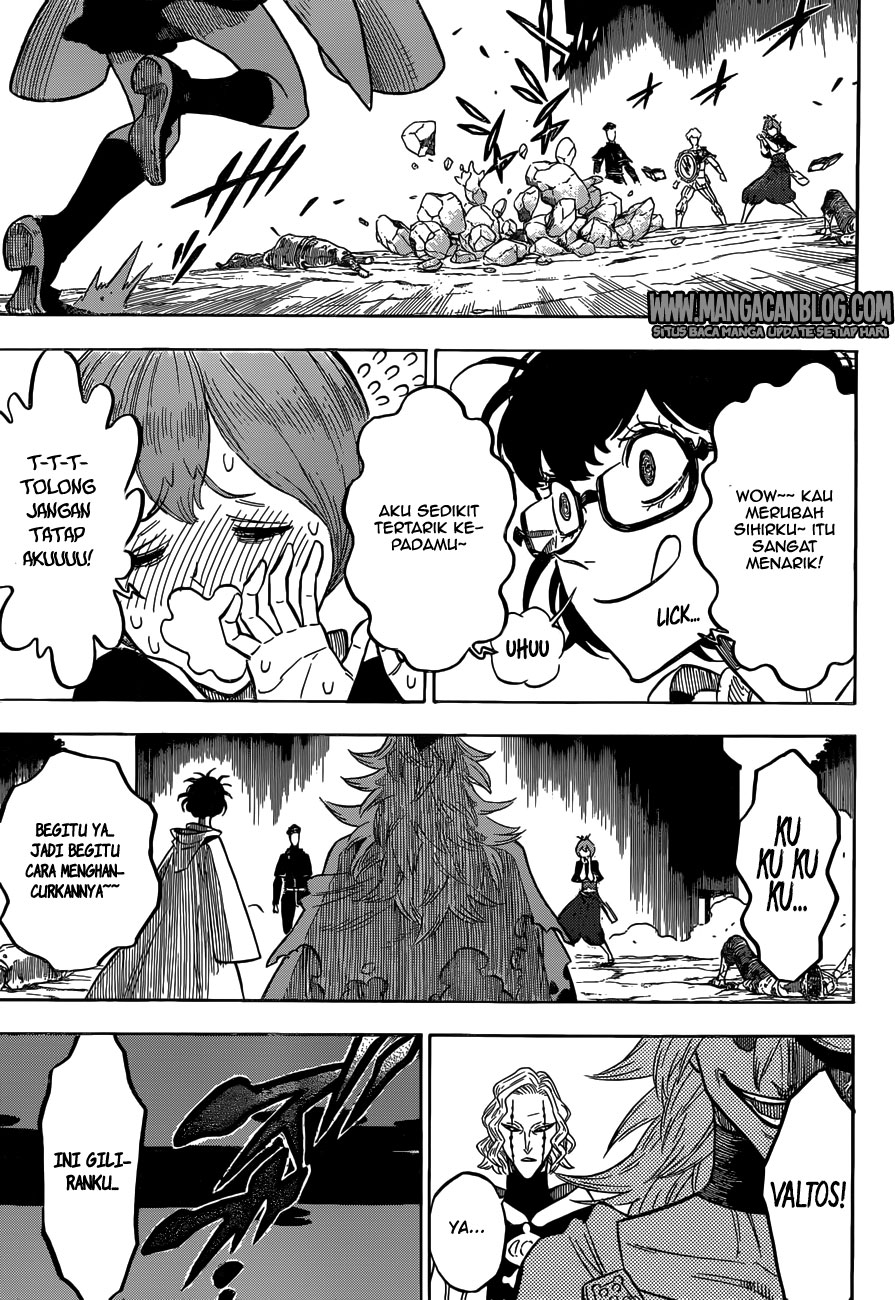 WWW.MANGACANBLOG.COM
SITUS BACA MANGA UPDATE SETIAP HARI
WOW~~ KAU
MERUBAH
SIHIRKU~ ITU
SANGAT
MENARIK!
LICK...
UHUU
AKU SEDIKIT
TERTARIK KE-
PADAMU~
T-T-T-
TOLONG
JANGAN
TATAP
AKUUUU!
KU
KU KU
KU...
BEGITU YA..
JADI BEGITU
CARA MENGHAN-
CURKANNYA~~
VALTOS!
YA...
INI GILI-
RANKU..